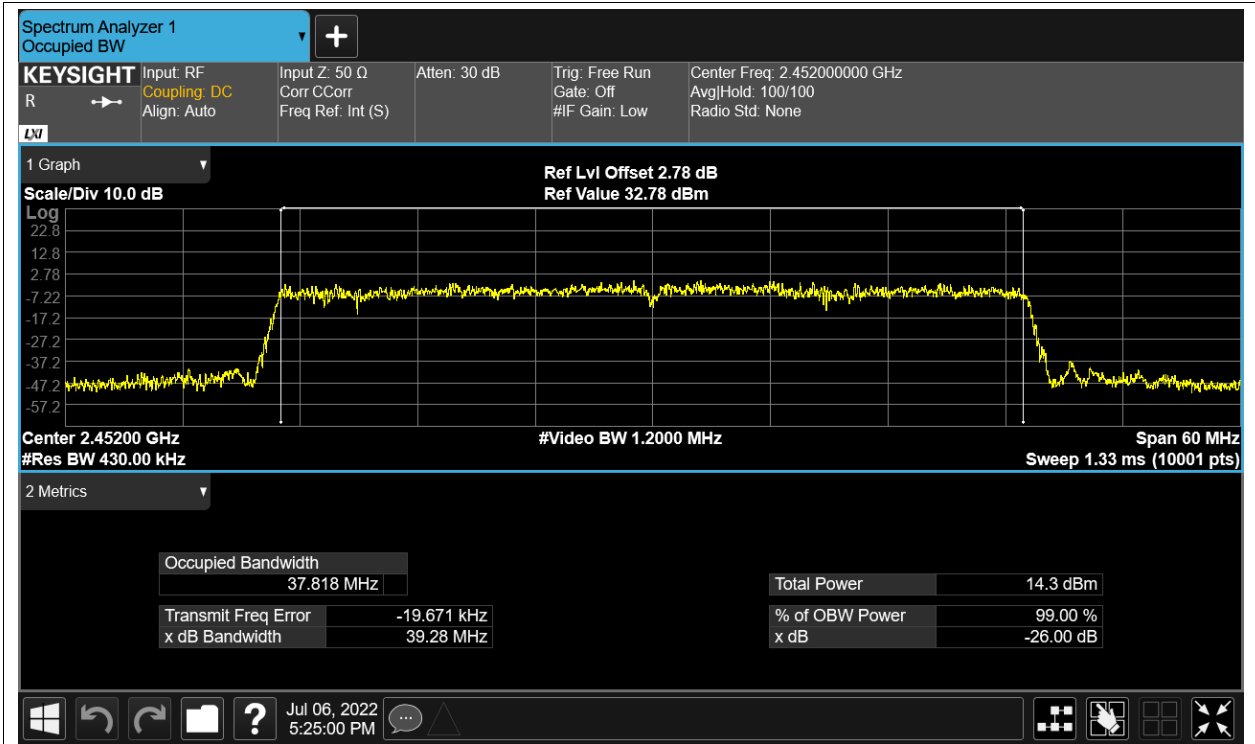 Spectrum Analyzer 1
Occupied BW
KEYSIGHT
R
LXI
Input: RF
Coupling: DC
Align: Auto
Input Z: 50 Ω
Corr CCorr
Freq Ref: Int (S)
Atten: 30 dB
Trig: Free Run
Gate: Off
#IF Gain: Low
Center Freq: 2.452000000 GHz
Avg|Hold: 100/100
Radio Std: None
1 Graph
Scale/Div 10.0 dB
Ref Lvl Offset 2.78 dB
Ref Value 32.78 dBm
Log
22.8
12.8
2.78
-7.22
-17.2
-27.2
-37.2
-47.2
-57.2
Center 2.45200 GHz
#Res BW 430.00 kHz
#Video BW 1.2000 MHz
Span 60 MHz
Sweep 1.33 ms (10001 pts)
2 Metrics
Occupied Bandwidth
37.818 MHz
Transmit Freq Error -19.671 kHz
x dB Bandwidth 39.28 MHz
Total Power 14.3 dBm
% of OBW Power 99.00 %
x dB -26.00 dB
?
Jul 06, 2022
5:25:00 PM